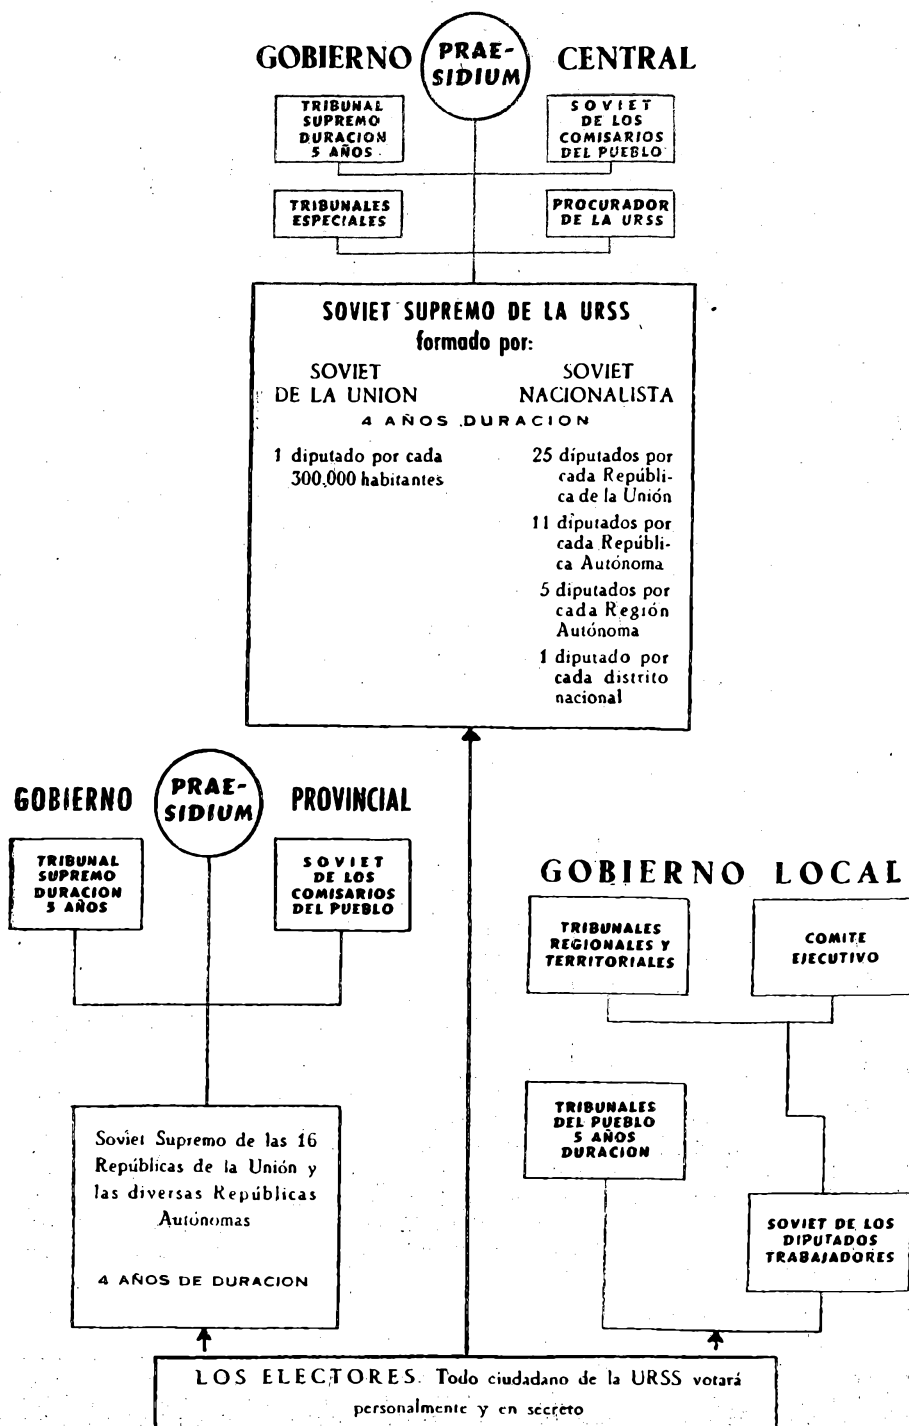 GOBIERNO
PRAE-
SIDIUM
CENTRAL
TRIBUNAL
SUPREMO
DURACION
5 AÑOS
SOVIET
DE LOS
COMISARIOS
DEL PUEBLO
TRIBUNALES
ESPECIALES
PROCURADOR
DE LA URSS
SOVIET SUPREMO DE LA URSS
formado por:
SOVIET
DE LA UNION
SOVIET
NACIONALISTA
4 AÑOS DURACION
1 diputado por cada
300,000 habitantes
25 diputados por
cada Repúbli-
ca de la Unión
11 diputados por
cada Repúbli-
ca Autónoma
5 diputados por
cada Región
Autónoma
1 diputado por
cada distrito
nacional
GOBIERNO
PRAE-
SIDIUM
PROVINCIAL
TRIBUNAL
SUPREMO
DURACION
5 AÑOS
SOVIET
DE LOS
COMISARIOS
DEL PUEBLO
Soviet Supremo de las 16
Repúblicas de la Unión y
las diversas Repúblicas
Autónomas
4 AÑOS DE DURACION
GOBIERNO LOCAL
TRIBUNALES
REGIONALES Y
TERRITORIALES
COMITE
EJECUTIVO
TRIBUNALES
DEL PUEBLO
5 AÑOS
DURACION
SOVIET DE LOS
DIPUTADOS
TRABAJADORES
LOS ELECTORES. Todo ciudadano de la URSS votará
personalmente y en secreto